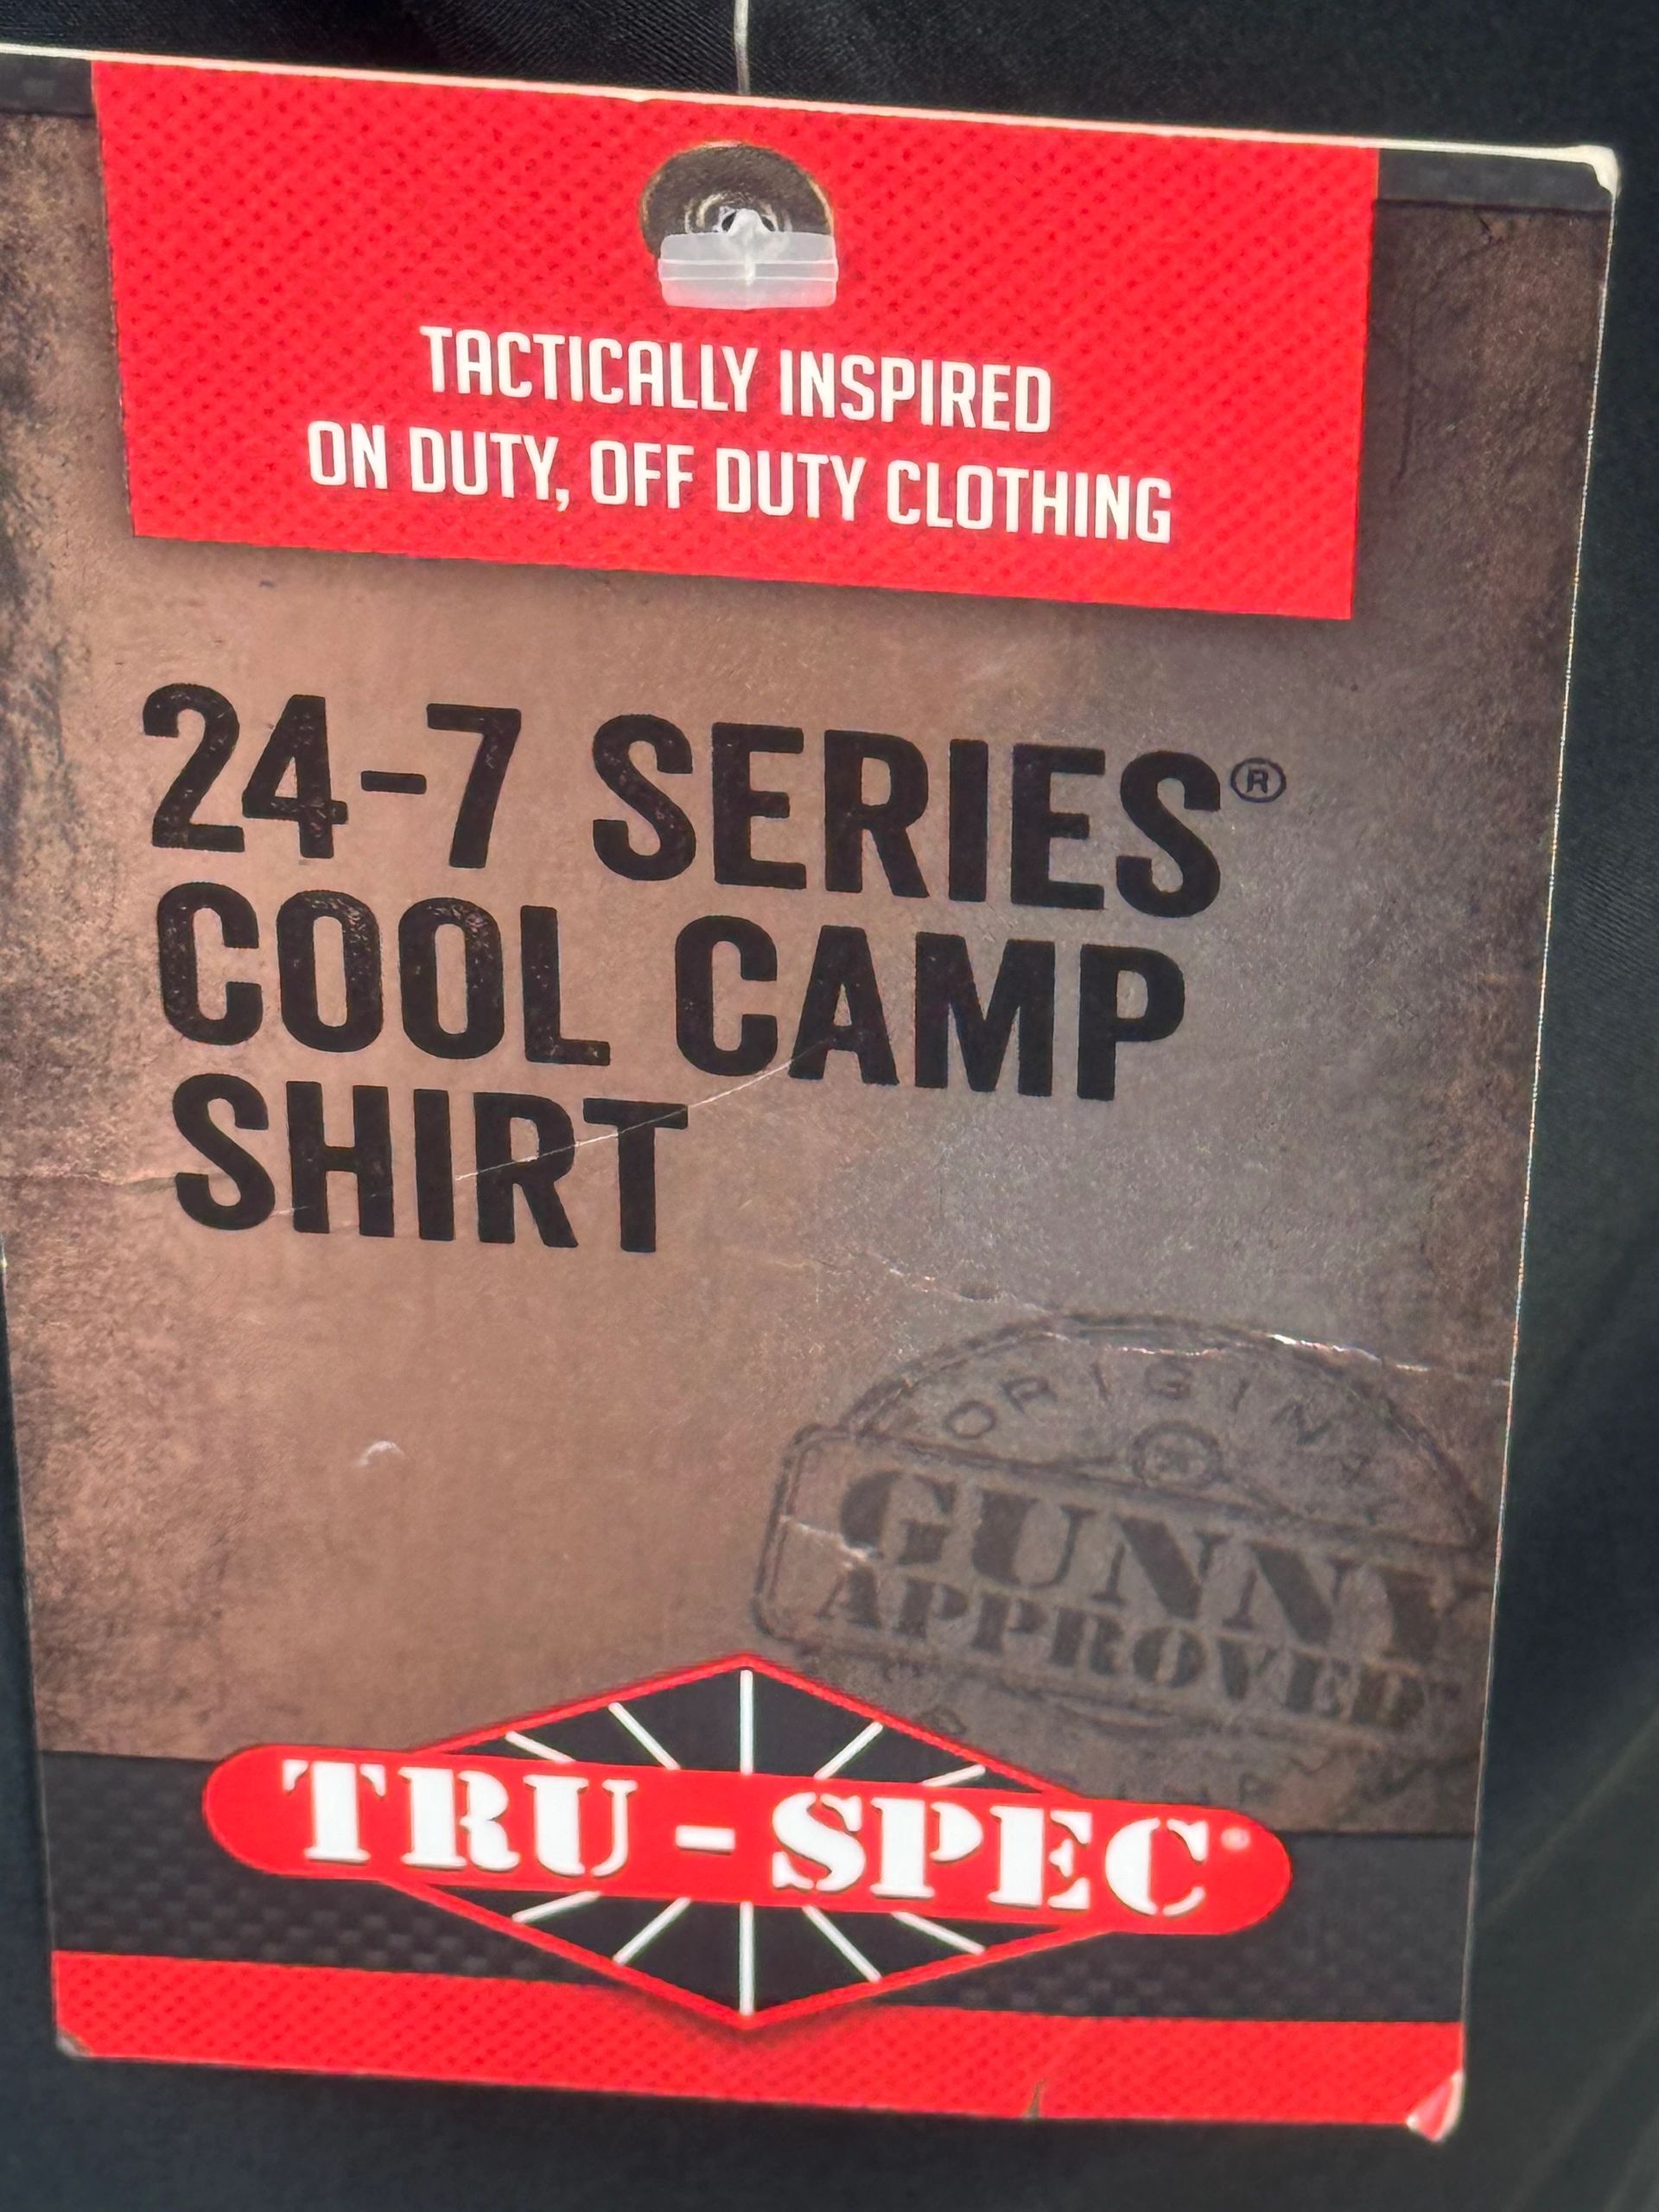 TACTICALLY INSPIRED
ON DUTY, OFF DUTY CLOTHING
24-7 SERIES®
COOL CAMP
SHIRT
ORIGINAL
GUNNY
APPROVED
TRU-SPEC®